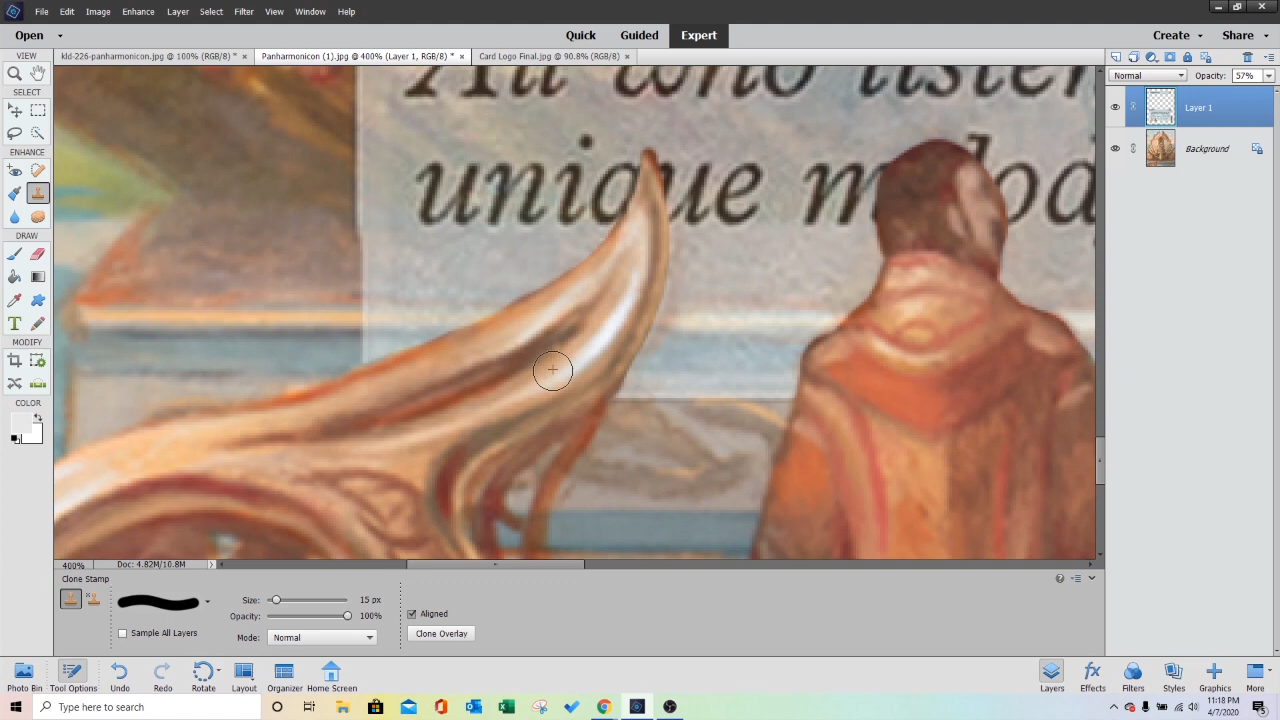 File Edit Image Enhance Layer Select Filter View Window Help
Open Quick Guided Expert Create Share
VIEW kld-226-panharmonicon.jpg @ 100% (RGB/8) * × Panharmonicon (1).jpg @ 400% (Layer 1, RGB/8) * × Card Logo Final.jpg @ 90.8% (RGB/8) ×
Normal Opacity: 57%
SELECT
Layer 1
Background
ENHANCE
DRAW
MODIFY
COLOR
All who listen
unique melod
400% Doc: 4.82M/10.8M
Clone Stamp
Size: 15 px
Opacity: 100%
Aligned
Sample All Layers
Mode: Normal
Clone Overlay
Photo Bin Tool Options Undo Redo Rotate Layout Organizer Home Screen Layers Effects Filters Styles Graphics More
Type here to search
11:18 PM
4/7/2020
5